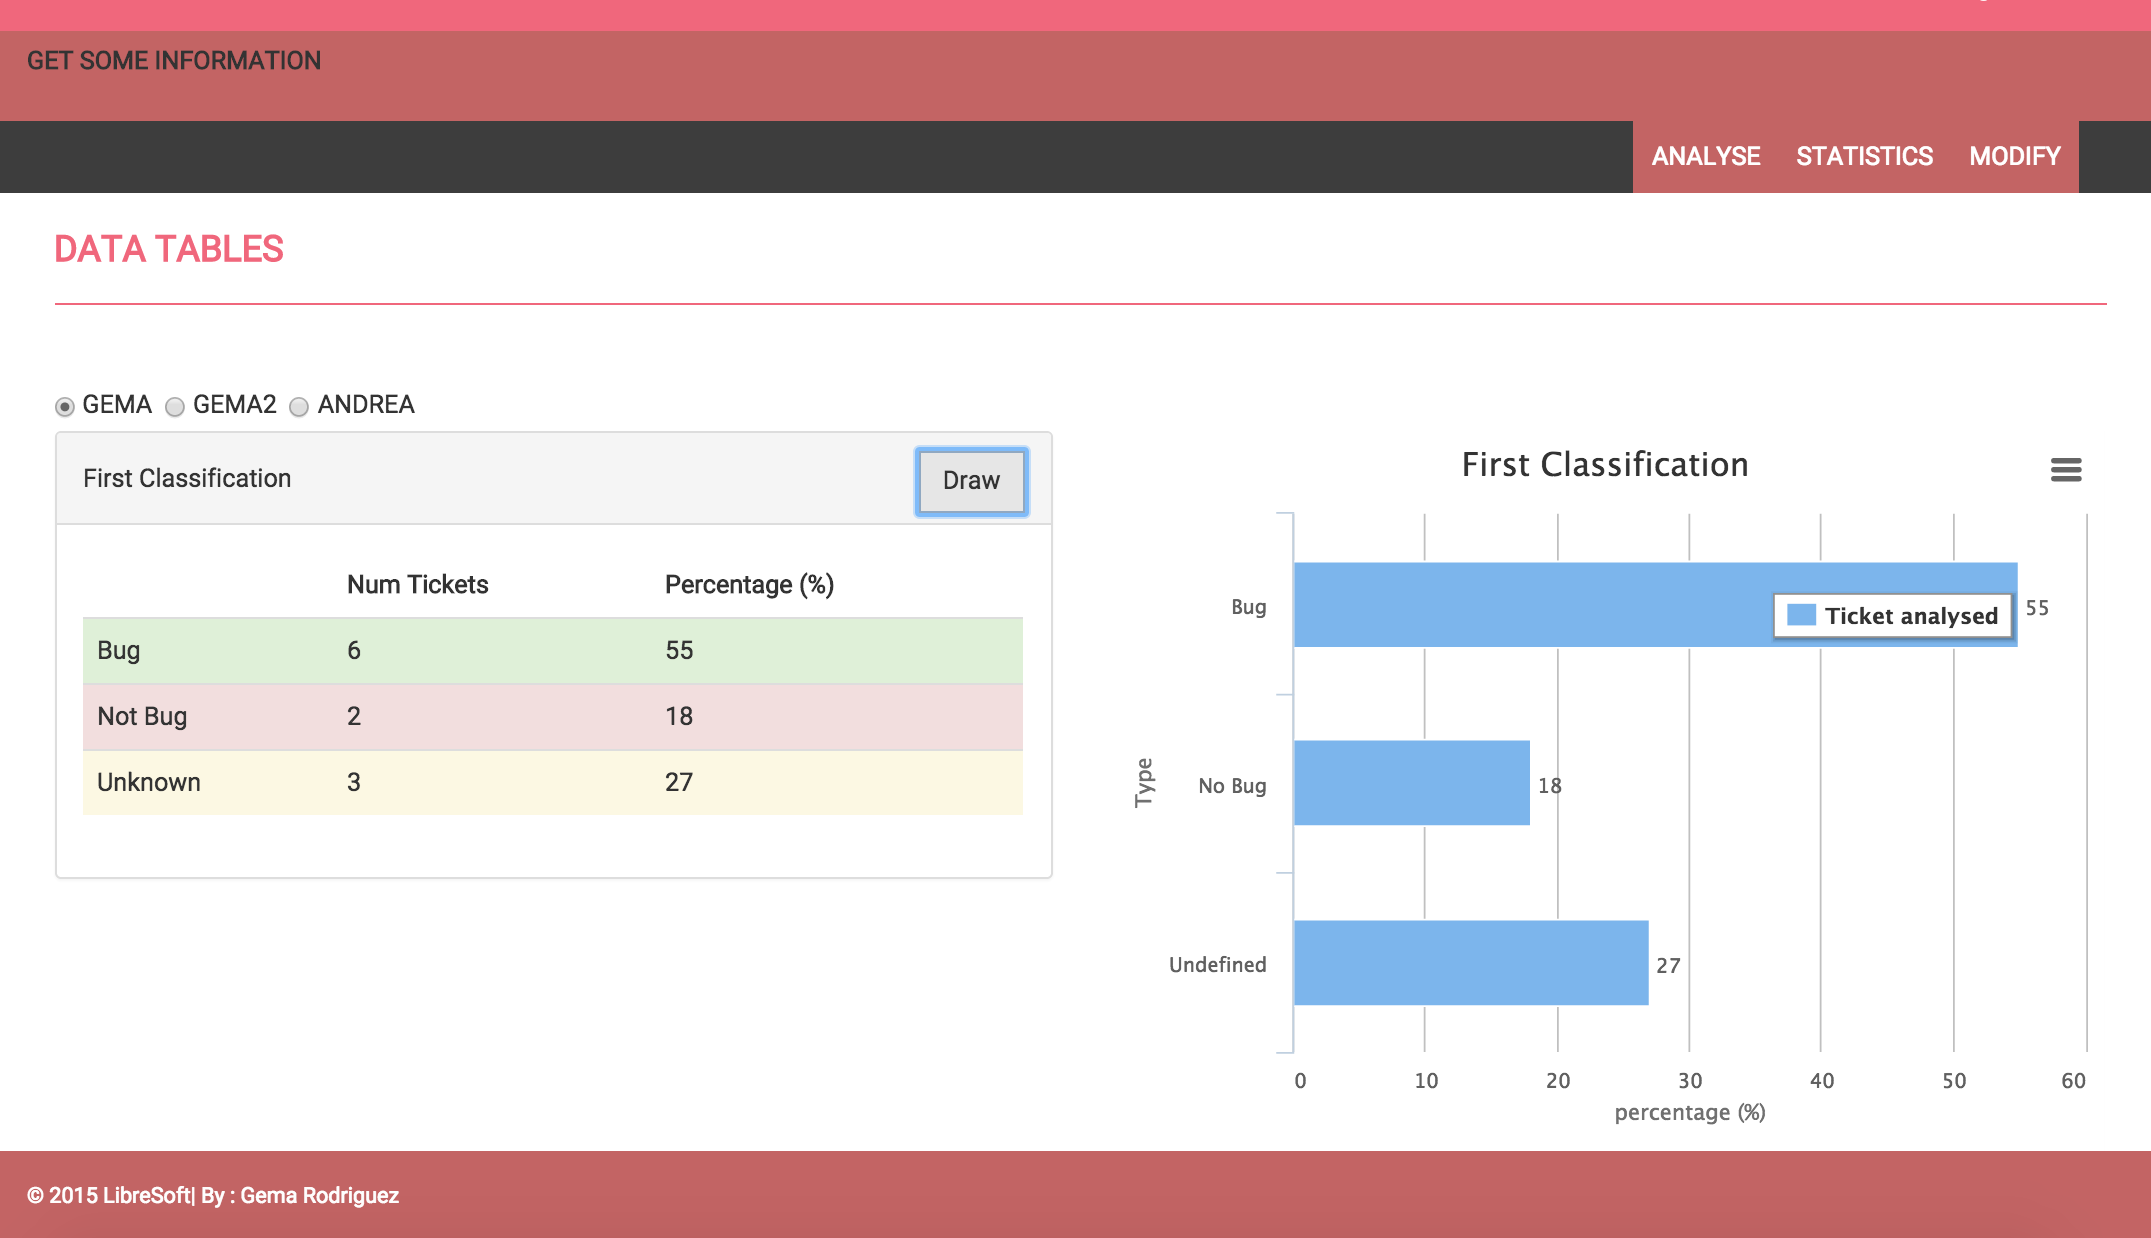 GET SOME INFORMATION
ANALYSE STATISTICS MODIFY
DATA TABLES
GEMA GEMA2 ANDREA
First Classification Draw
Num Tickets Percentage (%)
Bug 6 55
Not Bug 2 18
Unknown 3 27
First Classification
Bug 55
Ticket analysed
Type
No Bug 18
Undefined 27
0 10 20 30 40 50 60
percentage (%)
© 2015 LibreSoft| By : Gema Rodriguez